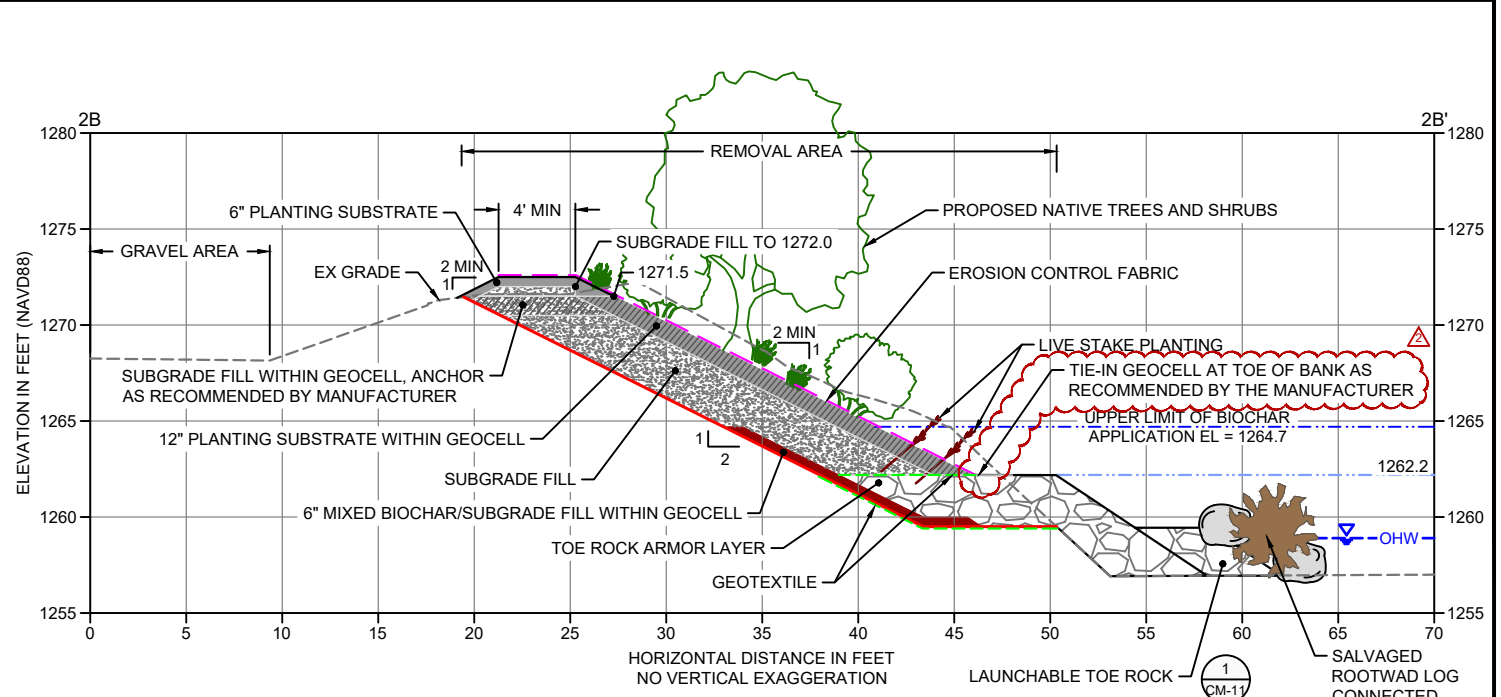 2B
2B'
1280
1280
REMOVAL AREA
6" PLANTING SUBSTRATE
4' MIN
PROPOSED NATIVE TREES AND SHRUBS
1275
1275
GRAVEL AREA
SUBGRADE FILL TO 1272.0
EX GRADE
2 MIN
1
1271.5
EROSION CONTROL FABRIC
ELEVATION IN FEET (NAVD88)
1270
1270
2 MIN
1
2
LIVE STAKE PLANTING
TIE-IN GEOCELL AT TOE OF BANK AS
RECOMMENDED BY THE MANUFACTURER
SUBGRADE FILL WITHIN GEOCELL, ANCHOR
AS RECOMMENDED BY MANUFACTURER
1265
1265
UPPER LIMIT OF BIOCHAR
APPLICATION EL = 1264.7
12" PLANTING SUBSTRATE WITHIN GEOCELL
1
2
1262.2
SUBGRADE FILL
6" MIXED BIOCHAR/SUBGRADE FILL WITHIN GEOCELL
1260
1260
OHW
TOE ROCK ARMOR LAYER
GEOTEXTILE
1255
1255
0 5 10 15 20 25 30 35 40 45 50 55 60 65 70
HORIZONTAL DISTANCE IN FEET
NO VERTICAL EXAGGERATION
LAUNCHABLE TOE ROCK
1
CM-11
SALVAGED
ROOTWAD LOG
CONNECTED